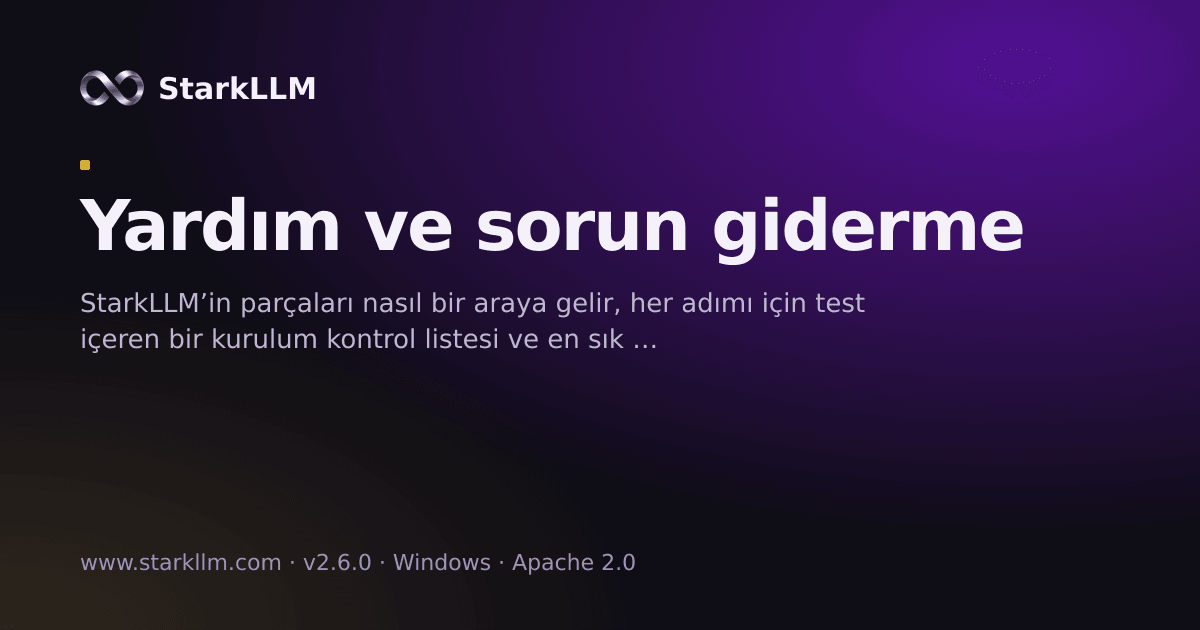 StarkLLM
Yardım ve sorun giderme
StarkLLM’in parçaları nasıl bir araya gelir, her adımı için test
içeren bir kurulum kontrol listesi ve en sık …
www.starkllm.com · v2.6.0 · Windows · Apache 2.0